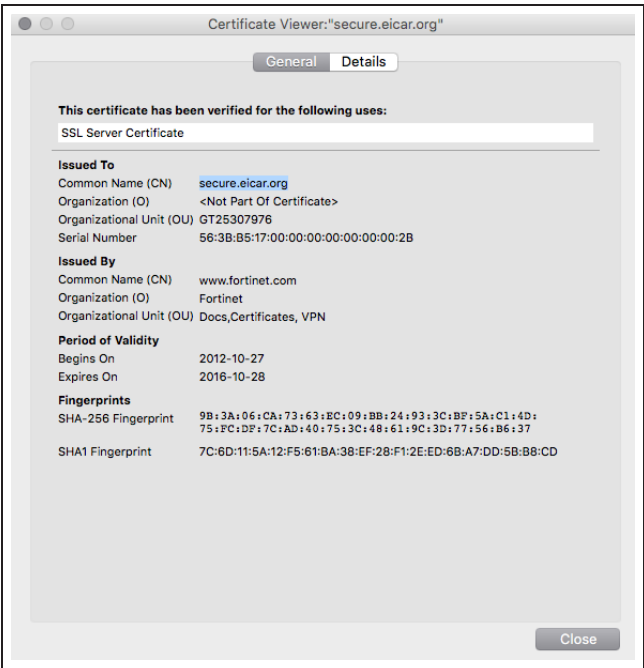 Certificate Viewer:"secure.eicar.org"
General Details
This certificate has been verified for the following uses:
SSL Server Certificate
Issued To
Common Name (CN) secure.eicar.org
Organization (O) <Not Part Of Certificate>
Organizational Unit (OU) GT25307976
Serial Number 56:3B:B5:17:00:00:00:00:00:00:00:2B
Issued By
Common Name (CN) www.fortinet.com
Organization (O) Fortinet
Organizational Unit (OU) Docs,Certificates, VPN
Period of Validity
Begins On 2012-10-27
Expires On 2016-10-28
Fingerprints
SHA-256 Fingerprint 9B:3A:06:CA:73:63:EC:09:BB:24:93:3C:BF:5A:C1:4D:
75:FC:DF:7C:AD:40:75:3C:48:61:9C:3D:77:56:B6:37
SHA1 Fingerprint 7C:6D:11:5A:12:F5:61:BA:38:EF:28:F1:2E:ED:6B:A7:DD:5B:B8:CD
Close